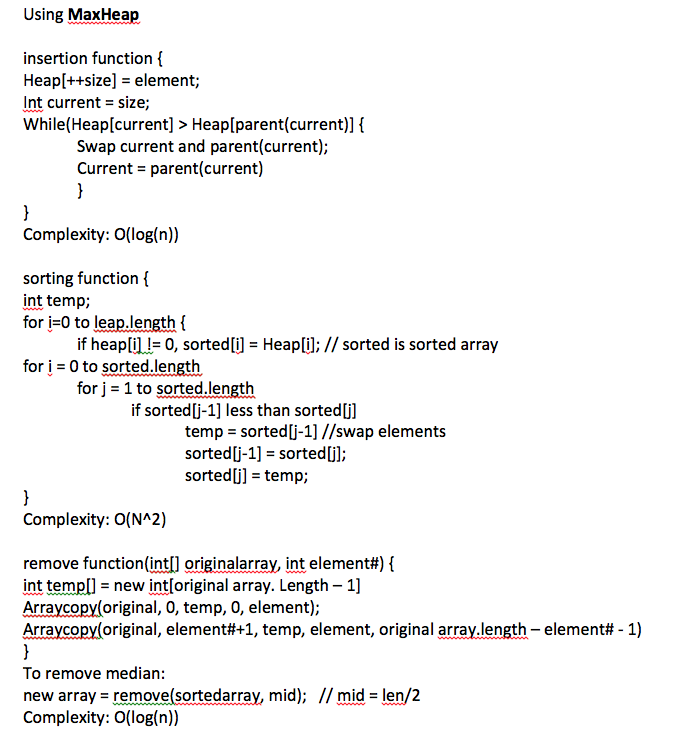 Using MaxHeap
insertion function {
Heap[++size] = element;
Int current = size;
While(Heap[current] > Heap[parent(current)] {
Swap current and parent(current);
Current = parent(current)
}
}
Complexity: O(log(n))
sorting function {
int temp;
for i=0 to leap.length {
if heap[i] != 0, sorted[i] = Heap[i]; // sorted is sorted array
for i = 0 to sorted.length
for j = 1 to sorted.length
if sorted[j-1] less than sorted[j]
temp = sorted[j-1] //swap elements
sorted[j-1] = sorted[j];
sorted[j] = temp;
}
Complexity: O(N^2)
remove function(int[] originalarray, int element#) {
int temp[] = new int[original array. Length – 1]
Arraycopy(original, 0, temp, 0, element);
Arraycopy(original, element#+1, temp, element, original array.length – element# - 1)
}
To remove median:
new array = remove(sortedarray, mid); // mid = len/2
Complexity: O(log(n))